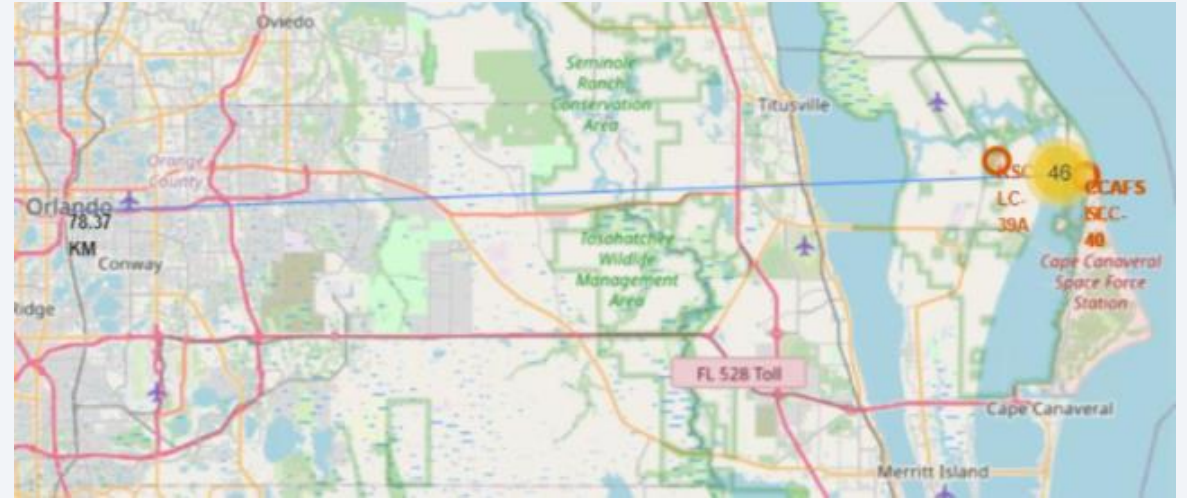 Oviedo
Seminole
Ranch
Conservation
Area
Titusville
Orange
County
46
KSC
LC-
39A
CCAFS
SLC-
40
Orlando
78.37
KM
Conway
Tosohatchee
Wildlife
Management
Area
Cape Canaveral
Space Force
Station
Ridge
FL 528 Toll
Cape Canaveral
Merritt Island